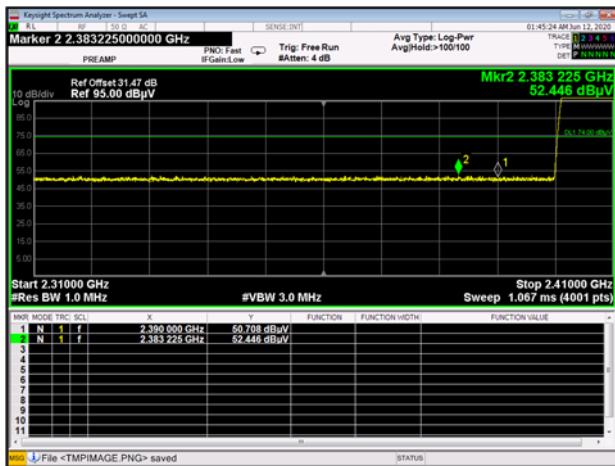 Keysight Spectrum Analyzer - Swept SA
RL RF 50 Ω AC SENSE:INT 01:45:24 AM Jun 12, 2020
Marker 2 2.383225000000 GHz
PREAMP
PNO: Fast
IFGain:Low
Trig: Free Run
#Atten: 4 dB
Avg Type: Log-Pwr
Avg|Hold:>100/100
TRACE 1 2 3 4 5 6
TYPE MWWWWW
DET P NNNNN
Ref Offset 31.47 dB
10 dB/div Ref 95.00 dBµV
Log
Mkr2 2.383 225 GHz
52.446 dBµV
85.0
75.0
DL1 74.00 dBµV
65.0
2
1
55.0
45.0
35.0
25.0
15.0
5.00
Start 2.31000 GHz Stop 2.41000 GHz
#Res BW 1.0 MHz #VBW 3.0 MHz Sweep 1.067 ms (4001 pts)
MKR MODE TRC SCL X Y FUNCTION FUNCTION WIDTH FUNCTION VALUE
1 N 1 f 2.390 000 GHz 50.708 dBµV
2 N 1 f 2.383 225 GHz 52.446 dBµV
3
4
5
6
7
8
9
10
11
MSG File <TMPIMAGE.PNG> saved STATUS